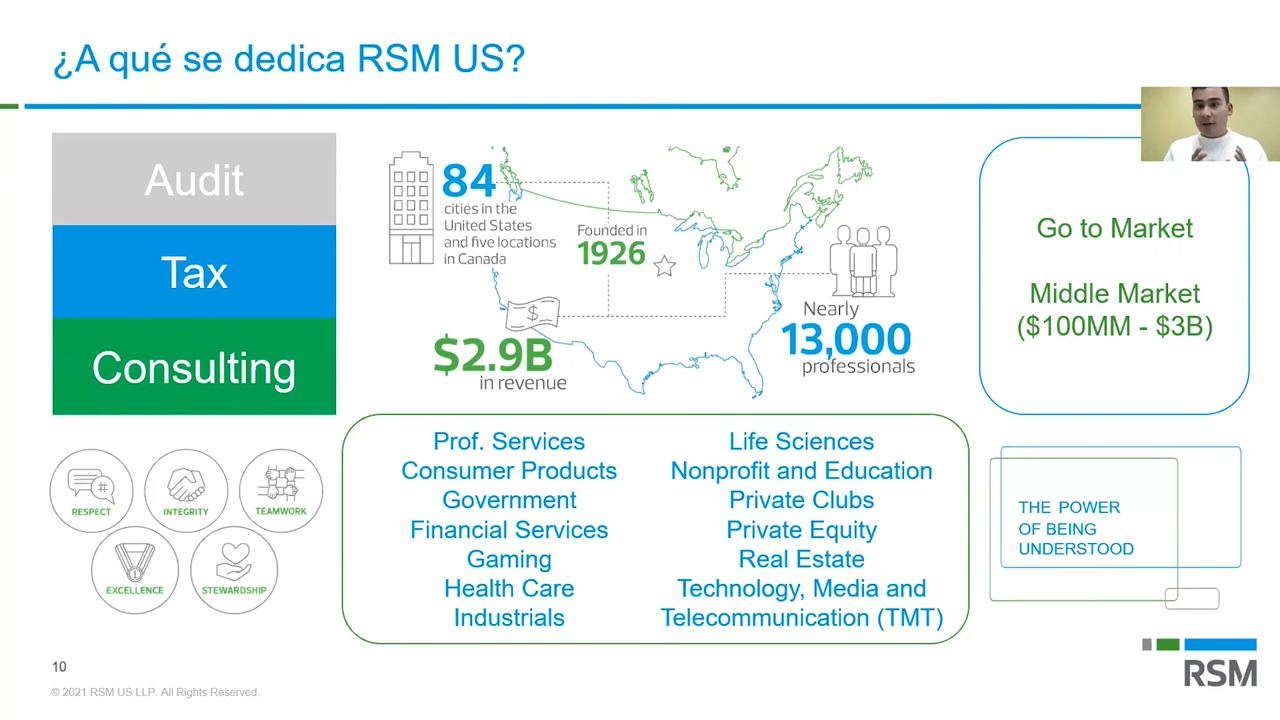 ¿A qué se dedica RSM US?
Audit
Tax
Consulting
84
cities in the
United States
and five locations
in Canada
Founded in
1926
$
$2.9B
in revenue
Nearly
13,000
professionals
Go to Market
Middle Market
($100MM - $3B)
#
RESPECT
INTEGRITY
TEAMWORK
1
EXCELLENCE
STEWARDSHIP
Prof. Services
Consumer Products
Government
Financial Services
Gaming
Health Care
Industrials
Life Sciences
Nonprofit and Education
Private Clubs
Private Equity
Real Estate
Technology, Media and
Telecommunication (TMT)
THE POWER
OF BEING
UNDERSTOOD
10
© 2021 RSM US LLP. All Rights Reserved.
RSM